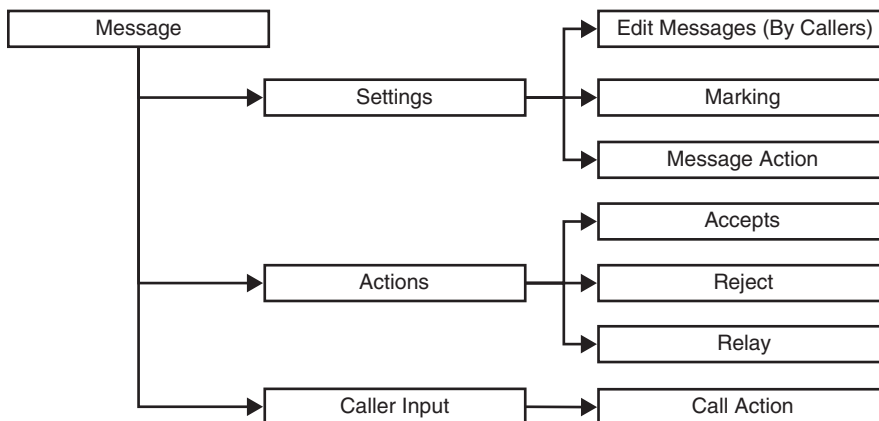 Message
Edit Messages (By Callers)
Settings
Marking
Message Action
Accepts
Actions
Reject
Relay
Caller Input
Call Action